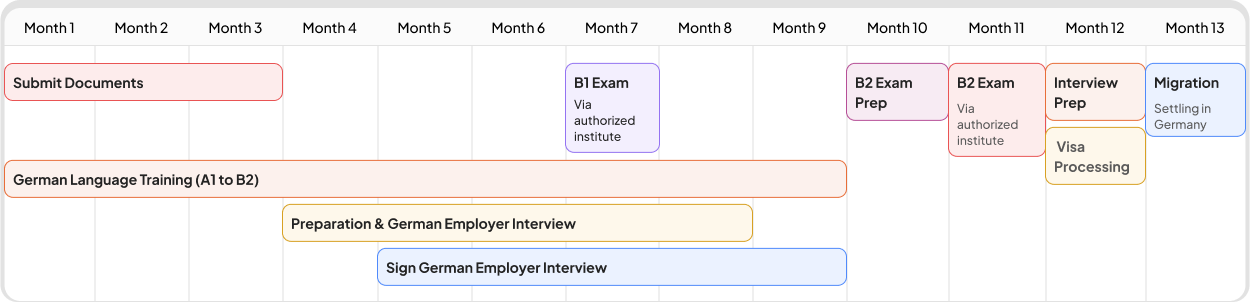 Month 1
Month 2
Month 3
Month 4
Month 5
Month 6
Month 7
Month 8
Month 9
Month 10
Month 11
Month 12
Month 13
Submit Documents
B1 Exam
Via
authorized
institute
B2 Exam
Prep
B2 Exam
Via
authorized
institute
Interview
Prep
Visa
Processing
Migration
Settling in
Germany
German Language Training (A1 to B2)
Preparation & German Employer Interview
Sign German Employer Interview